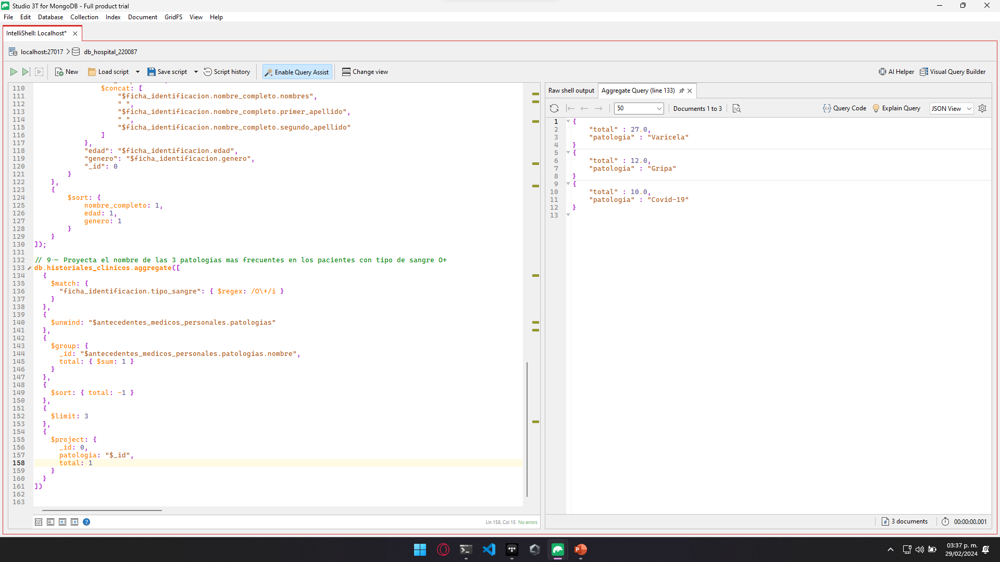 Studio 3T for MongoDB - Full product trial
File Edit Database Collection Index Document GridFS View Help
IntelliShell: Localhost*
localhost:27017 db_hospital_220087
New Load script Save script Script history Enable Query Assist Change view AI Helper Visual Query Builder
110 $concat: [
111 "$ficha_identificacion.nombre_completo.nombres",
112 " ",
113 "$ficha_identificacion.nombre_completo.primer_apellido",
114 " ",
115 "$ficha_identificacion.nombre_completo.segundo_apellido"
116 ]
117 },
118 "edad": "$ficha_identificacion.edad",
119 "genero": "$ficha_identificacion.genero",
120 "_id": 0
121 }
122 },
123 {
124 $sort: {
125 nombre_completo: 1,
126 edad: 1,
127 genero: 1
128 }
129 }
130 ]);
131
132 // 9.- Proyecta el nombre de las 3 patologias mas frecuentes en los pacientes con tipo de sangre O+
133 db.historiales_clinicos.aggregate([
134 {
135 $match: {
136 "ficha_identificacion.tipo_sangre": { $regex: /O\+/i }
137 }
138 },
139 {
140 $unwind: "$antecedentes_medicos_personales.patologias"
141 },
142 {
143 $group: {
144 _id: "$antecedentes_medicos_personales.patologias.nombre",
145 total: { $sum: 1 }
146 }
147 },
148 {
149 $sort: { total: -1 }
150 },
151 {
152 $limit: 3
153 },
154 {
155 $project: {
156 _id: 0,
157 patologia: "$_id",
158 total: 1
159 }
160 }
161 ])
162
163
Lin 158, Col 15 No errors
Raw shell output Aggregate Query (line 133)
50 Documents 1 to 3 Query Code Explain Query JSON View
1 {
2 "total" : 27.0,
3 "patologia" : "Varicela"
4 }
5 {
6 "total" : 12.0,
7 "patologia" : "Gripa"
8 }
9 {
10 "total" : 10.0,
11 "patologia" : "Covid-19"
12 }
13
3 documents 00:00:00.001
03:37 p. m.
29/02/2024